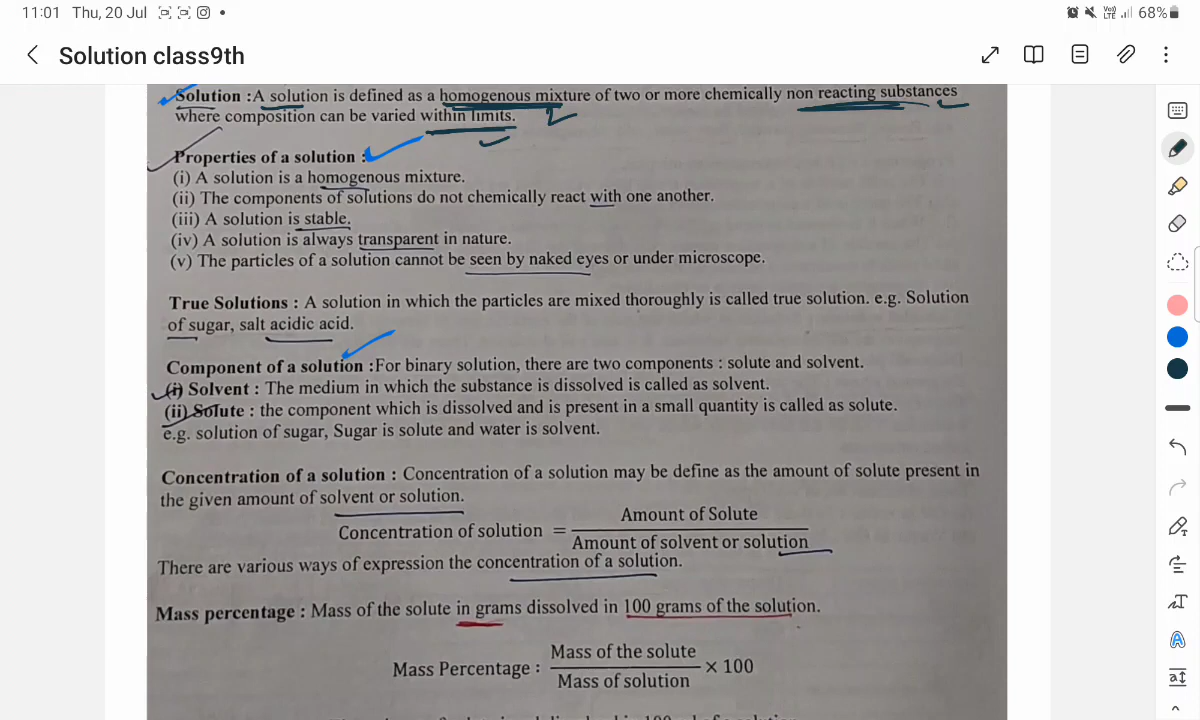 11:01 Thu, 20 Jul
68%
Solution class9th
Solution :A solution is defined as a homogenous mixture of two or more chemically non reacting substances
where composition can be varied within limits.
Properties of a solution :
(i) A solution is a homogenous mixture.
(ii) The components of solutions do not chemically react with one another.
(iii) A solution is stable.
(iv) A solution is always transparent in nature.
(v) The particles of a solution cannot be seen by naked eyes or under microscope.
True Solutions : A solution in which the particles are mixed thoroughly is called true solution. e.g. Solution
of sugar, salt acidic acid.
Component of a solution :For binary solution, there are two components : solute and solvent.
(i) Solvent : The medium in which the substance is dissolved is called as solvent.
(ii) Solute : the component which is dissolved and is present in a small quantity is called as solute.
e.g. solution of sugar, Sugar is solute and water is solvent.
Concentration of a solution : Concentration of a solution may be define as the amount of solute present in
the given amount of solvent or solution.
Concentration of solution = Amount of Solute
Amount of solvent or solution
There are various ways of expression the concentration of a solution.
Mass percentage : Mass of the solute in grams dissolved in 100 grams of the solution.
Mass Percentage : Mass of the solute × 100
Mass of solution